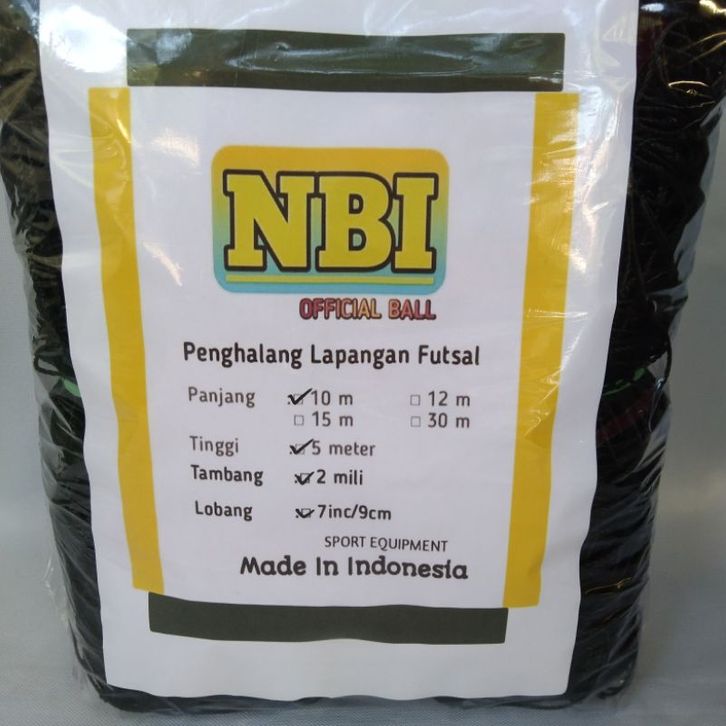 NBI
OFFICIAL BALL
Penghalang Lapangan Futsal
Panjang 10 m 12 m
15 m 30 m
Tinggi 5 meter
Tambang 2 mili
Lobang 7inc/9cm
SPORT EQUIPMENT
Made In Indonesia